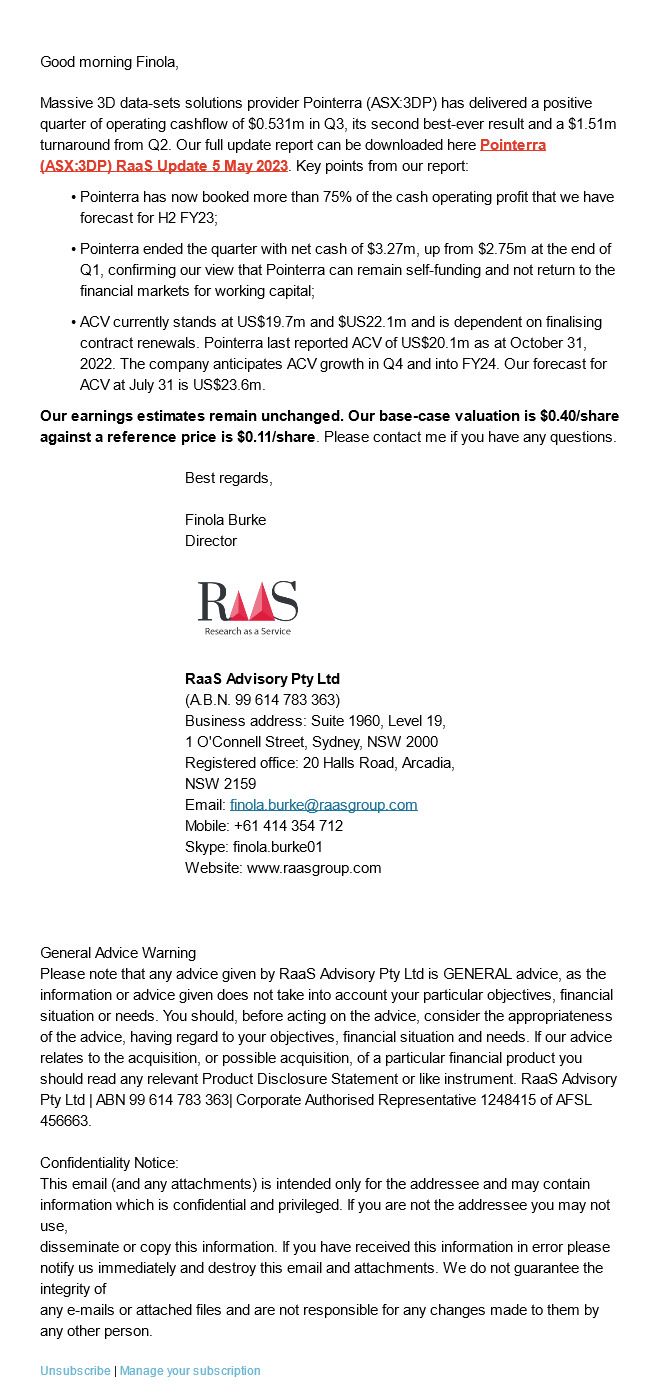 Good morning Finola,
Massive 3D data-sets solutions provider Pointerra (ASX:3DP) has delivered a positive
quarter of operating cashflow of $0.531m in Q3, its second best-ever result and a $1.51m
turnaround from Q2. Our full update report can be downloaded here Pointerra
(ASX:3DP) RaaS Update 5 May 2023. Key points from our report:
• Pointerra has now booked more than 75% of the cash operating profit that we have
forecast for H2 FY23;
• Pointerra ended the quarter with net cash of $3.27m, up from $2.75m at the end of
Q1, confirming our view that Pointerra can remain self-funding and not return to the
financial markets for working capital;
• ACV currently stands at US$19.7m and $US22.1m and is dependent on finalising
contract renewals. Pointerra last reported ACV of US$20.1m as at October 31,
2022. The company anticipates ACV growth in Q4 and into FY24. Our forecast for
ACV at July 31 is US$23.6m.
Our earnings estimates remain unchanged. Our base-case valuation is $0.40/share
against a reference price is $0.11/share. Please contact me if you have any questions.
Best regards,
Finola Burke
Director
RAAS
Research as a Service
RaaS Advisory Pty Ltd
(A.B.N. 99 614 783 363)
Business address: Suite 1960, Level 19,
1 O'Connell Street, Sydney, NSW 2000
Registered office: 20 Halls Road, Arcadia,
NSW 2159
Email: finola.burke@raasgroup.com
Mobile: +61 414 354 712
Skype: finola.burke01
Website: www.raasgroup.com
General Advice Warning
Please note that any advice given by RaaS Advisory Pty Ltd is GENERAL advice, as the
information or advice given does not take into account your particular objectives, financial
situation or needs. You should, before acting on the advice, consider the appropriateness
of the advice, having regard to your objectives, financial situation and needs. If our advice
relates to the acquisition, or possible acquisition, of a particular financial product you
should read any relevant Product Disclosure Statement or like instrument. RaaS Advisory
Pty Ltd | ABN 99 614 783 363| Corporate Authorised Representative 1248415 of AFSL
456663.
Confidentiality Notice:
This email (and any attachments) is intended only for the addressee and may contain
information which is confidential and privileged. If you are not the addressee you may not
use,
disseminate or copy this information. If you have received this information in error please
notify us immediately and destroy this email and attachments. We do not guarantee the
integrity of
any e-mails or attached files and are not responsible for any changes made to them by
any other person.
Unsubscribe | Manage your subscription